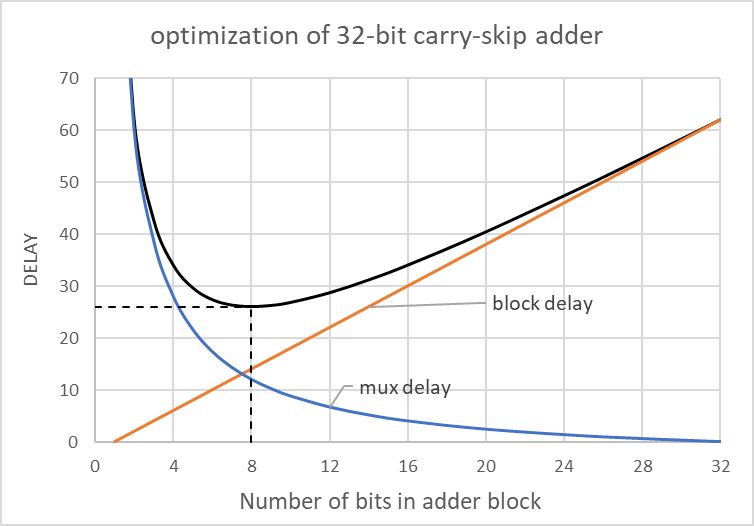 optimization of 32-bit carry-skip adder
70
60
50
40
30
20
10
0
DELAY
block delay
mux delay
0 4 8 12 16 20 24 28 32
Number of bits in adder block